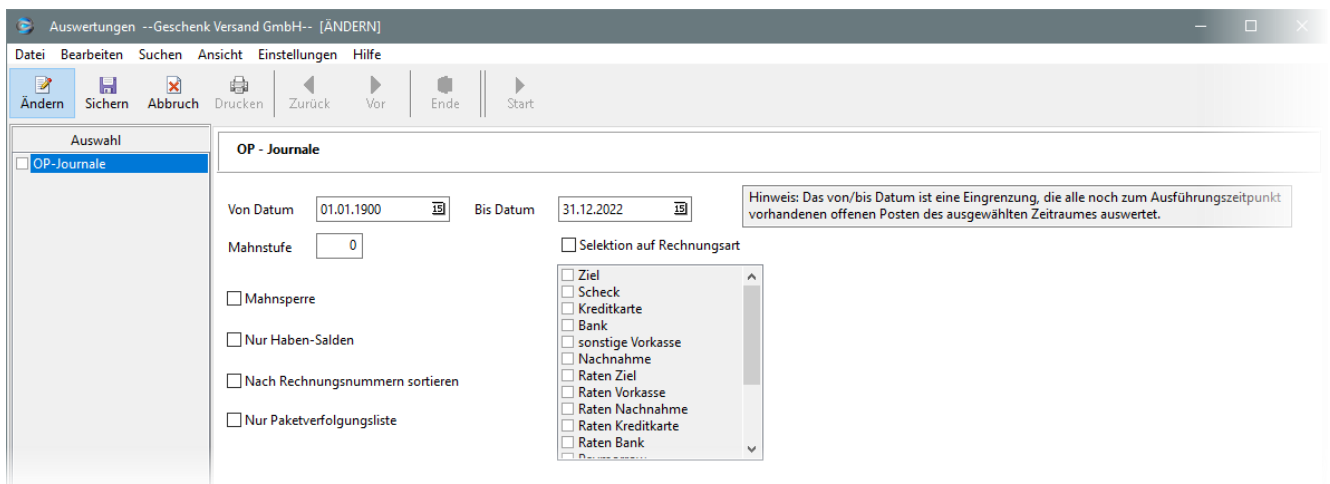 Auswertungen --Geschenk Versand GmbH-- [ÄNDERN]
Datei Bearbeiten Suchen Ansicht Einstellungen Hilfe
Ändern Sichern Abbruch Drucken Zurück Vor Ende Start
Auswahl
OP-Journale
OP - Journale
Von Datum 01.01.1900 15 Bis Datum 31.12.2022 15
Hinweis: Das von/bis Datum ist eine Eingrenzung, die alle noch zum Ausführungszeitpunkt
vorhandenen offenen Posten des ausgewählten Zeitraumes auswertet.
Mahnstufe 0
Selektion auf Rechnungsart
Mahnsperre
Nur Haben-Salden
Nach Rechnungsnummern sortieren
Nur Paketverfolgungsliste
Ziel
Scheck
Kreditkarte
Bank
sonstige Vorkasse
Nachnahme
Raten Ziel
Raten Vorkasse
Raten Nachnahme
Raten Kreditkarte
Raten Bank